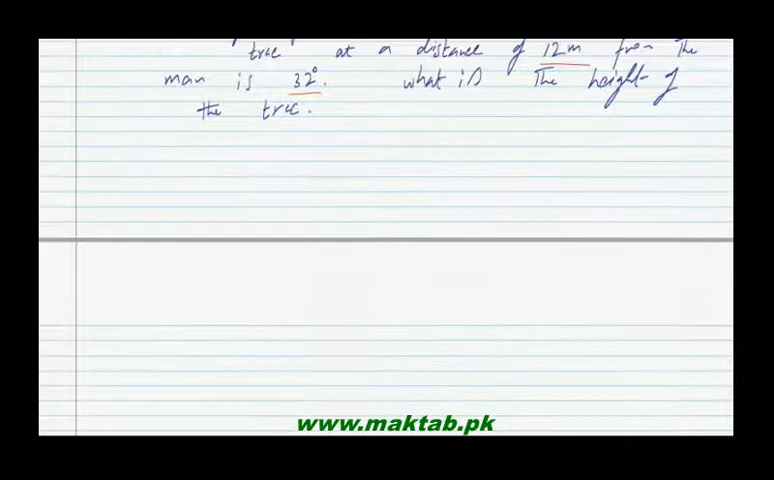 tree at a distance of 12m from the
man is 32°. what is The height of
the tree.
www.maktab.pk